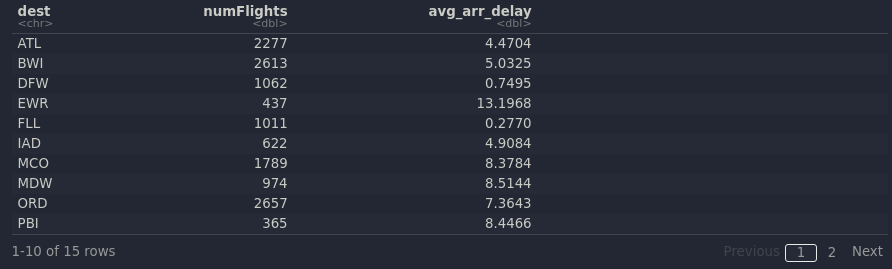 dest numFlights avg_arr_delay
<chr> <dbl> <dbl>
ATL 2277 4.4704
BWI 2613 5.0325
DFW 1062 0.7495
EWR 437 13.1968
FLL 1011 0.2770
IAD 622 4.9084
MCO 1789 8.3784
MDW 974 8.5144
ORD 2657 7.3643
PBI 365 8.4466
1-10 of 15 rows Previous 1 2 Next